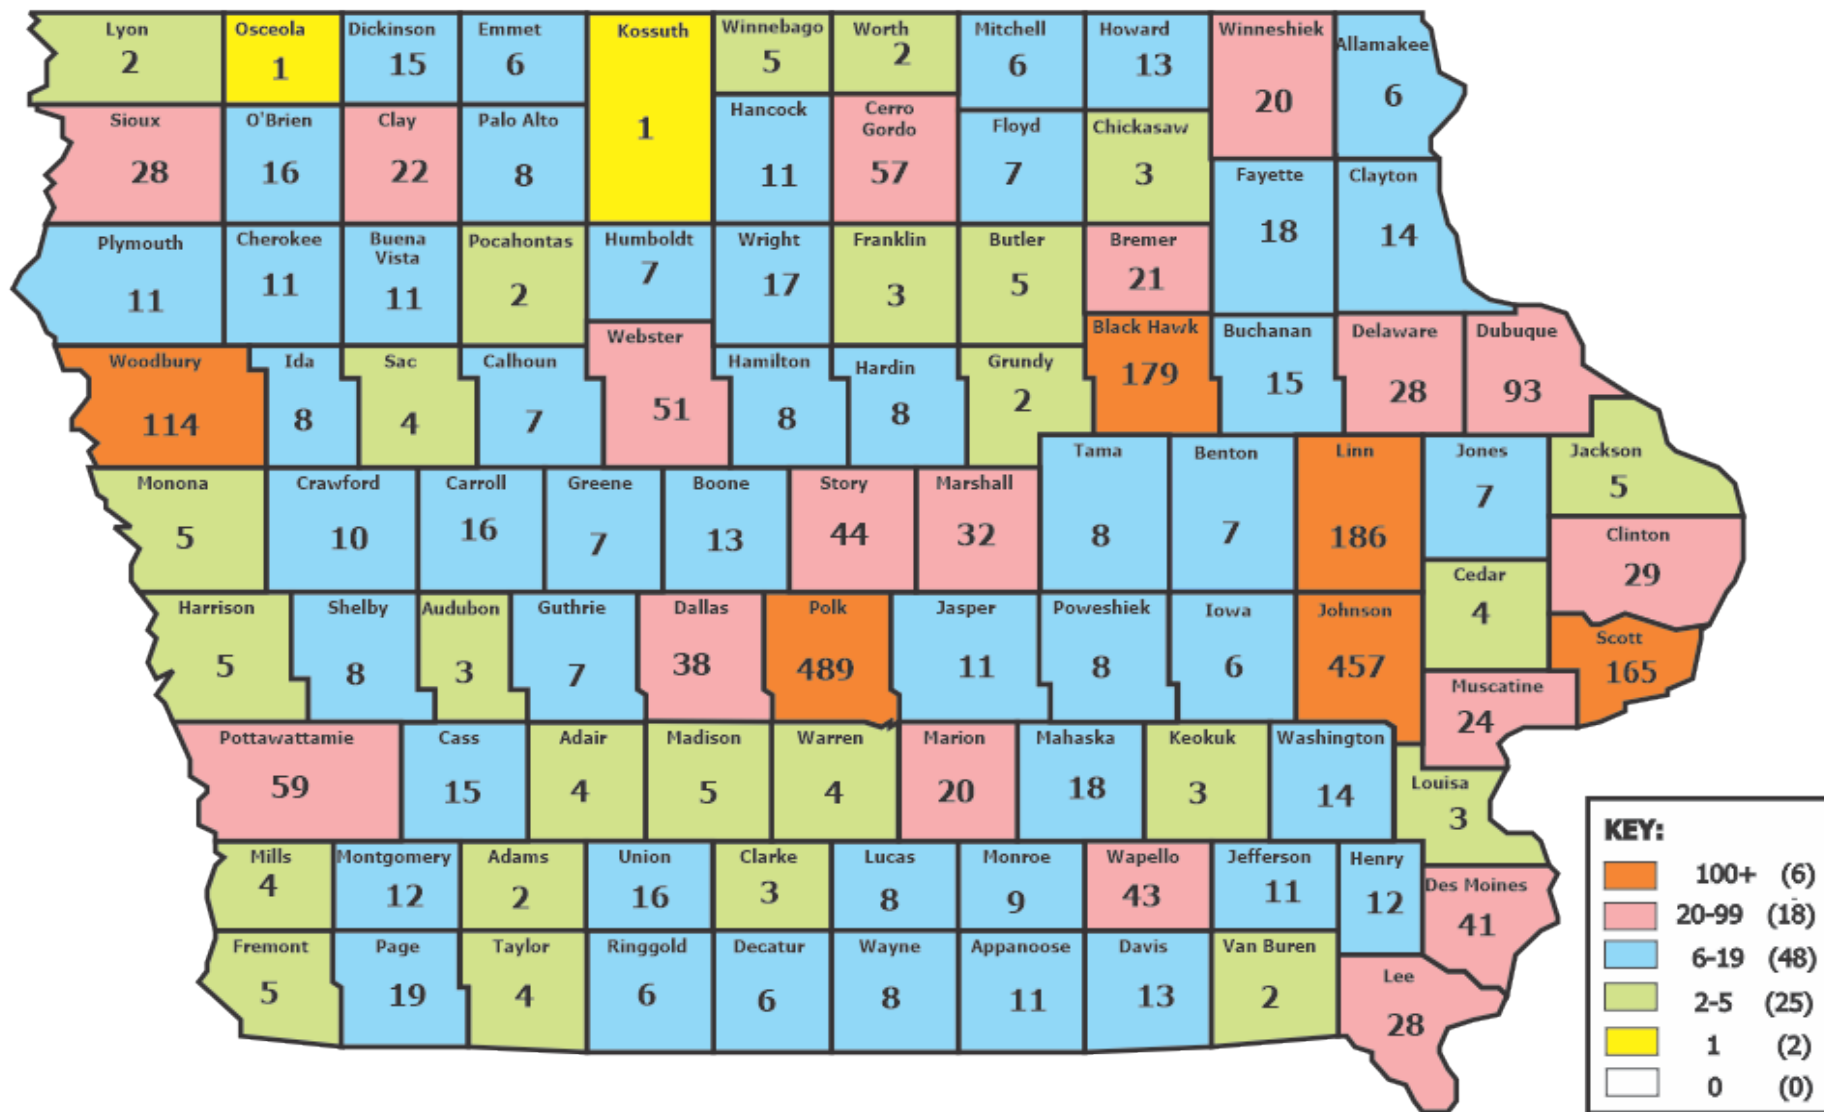 Lyon
2
Osceola
1
Dickinson
15
Emmet
6
Kossuth
1
Winnebago
5
Worth
2
Mitchell
6
Howard
13
Winneshiek
20
Allamakee
6
Sioux
28
O'Brien
16
Clay
22
Palo Alto
8
Hancock
11
Cerro
Gordo
57
Floyd
7
Chickasaw
3
Fayette
18
Clayton
14
Plymouth
11
Cherokee
11
Buena
Vista
11
Pocahontas
2
Humboldt
7
Wright
17
Franklin
3
Butler
5
Bremer
21
Woodbury
114
Ida
8
Sac
4
Calhoun
7
Webster
51
Hamilton
8
Hardin
8
Grundy
2
Black Hawk
179
Buchanan
15
Delaware
28
Dubuque
93
Monona
5
Crawford
10
Carroll
16
Greene
7
Boone
13
Story
44
Marshall
32
Tama
8
Benton
7
Linn
186
Jones
7
Jackson
5
Clinton
29
Harrison
5
Shelby
8
Audubon
3
Guthrie
7
Dallas
38
Polk
489
Jasper
11
Poweshiek
8
Iowa
6
Johnson
457
Cedar
4
Scott
165
Muscatine
24
Pottawattamie
59
Cass
15
Adair
4
Madison
5
Warren
4
Marion
20
Mahaska
18
Keokuk
3
Washington
14
Louisa
3
Mills
4
Montgomery
12
Adams
2
Union
16
Clarke
3
Lucas
8
Monroe
9
Wapello
43
Jefferson
11
Henry
12
Des Moines
41
Fremont
5
Page
19
Taylor
4
Ringgold
6
Decatur
6
Wayne
8
Appanoose
11
Davis
13
Van Buren
2
Lee
28
KEY:
100+ (6)
20-99 (18)
6-19 (48)
2-5 (25)
1 (2)
0 (0)